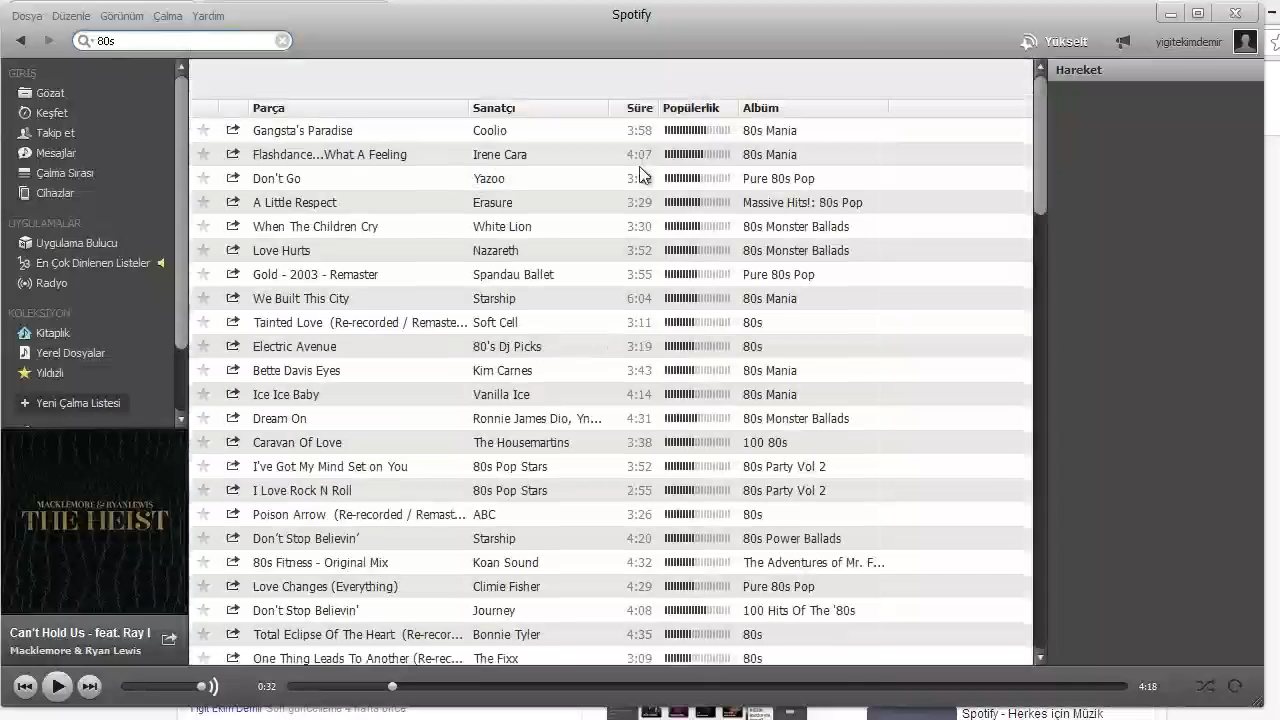 Dosya Düzenle Görünüm Çalma Yardım
Spotify
80s
Yükselt
yigitekimdemir
GİRİŞ
Gözat
Keşfet
Takip et
Mesajlar
Çalma Sırası
Cihazlar
UYGULAMALAR
Uygulama Bulucu
En Çok Dinlenen Listeler
Radyo
KOLEKSİYON
Kitaplık
Yerel Dosyalar
Yıldızlı
+ Yeni Çalma Listesi
MACKLEMORE & RYAN LEWIS
THE HEIST
Can't Hold Us - feat. Ray I
Macklemore & Ryan Lewis
Parça Sanatçı Süre Popülerlik Albüm
Gangsta's Paradise Coolio 3:58 80s Mania
Flashdance...What A Feeling Irene Cara 4:07 80s Mania
Don't Go Yazoo Pure 80s Pop
A Little Respect Erasure 3:29 Massive Hits!: 80s Pop
When The Children Cry White Lion 3:30 80s Monster Ballads
Love Hurts Nazareth 3:52 80s Monster Ballads
Gold - 2003 - Remaster Spandau Ballet 3:55 Pure 80s Pop
We Built This City Starship 6:04 80s Mania
Tainted Love (Re-recorded / Remaste... Soft Cell 3:11 80s
Electric Avenue 80's Dj Picks 3:19 80s
Bette Davis Eyes Kim Carnes 3:43 80s Mania
Ice Ice Baby Vanilla Ice 4:14 80s Mania
Dream On Ronnie James Dio, Yn... 4:31 80s Monster Ballads
Caravan Of Love The Housemartins 3:38 100 80s
I've Got My Mind Set on You 80s Pop Stars 3:52 80s Party Vol 2
I Love Rock N Roll 80s Pop Stars 2:55 80s Party Vol 2
Poison Arrow (Re-recorded / Remast... ABC 3:26 80s
Don’t Stop Believin’ Starship 4:20 80s Power Ballads
80s Fitness - Original Mix Koan Sound 4:32 The Adventures of Mr. F...
Love Changes (Everything) Climie Fisher 4:29 Pure 80s Pop
Don't Stop Believin' Journey 4:08 100 Hits Of The '80s
Total Eclipse Of The Heart (Re-recor... Bonnie Tyler 4:35 80s
One Thing Leads To Another (Re-rec... The Fixx 3:09 80s
Hareket
0:32 4:18
Spotify - Herkes için Müzik